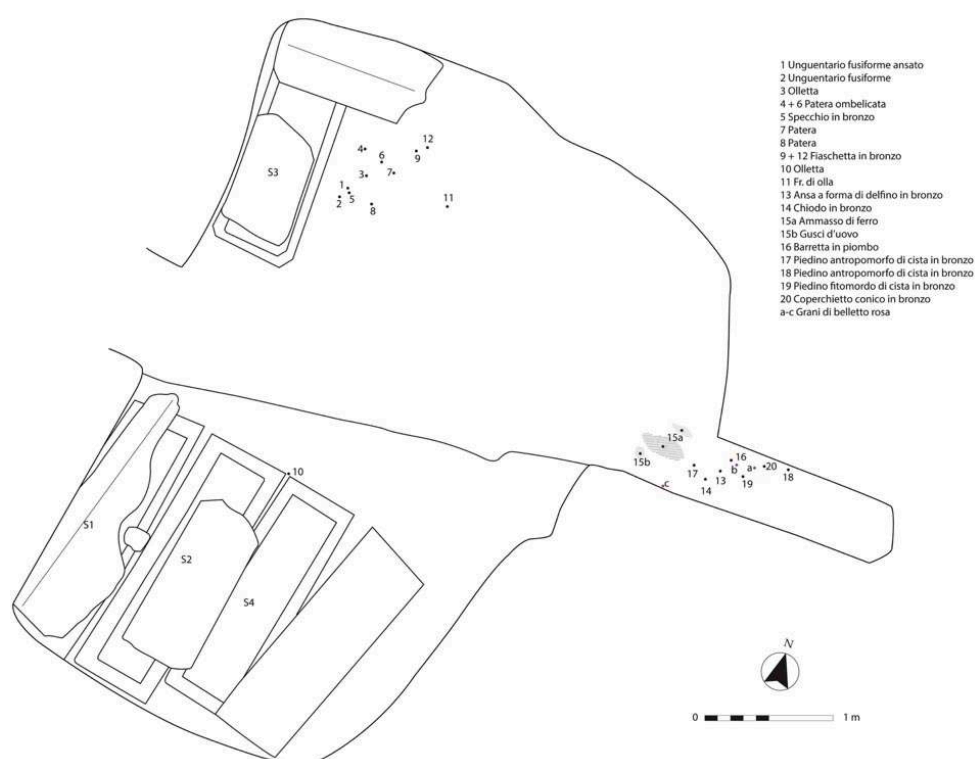 1 Unguentario fusiforme ansato
2 Unguentario fusiforme
3 Olletta
4 + 6 Patera ombelicata
5 Specchio in bronzo
7 Patera
8 Patera
9 + 12 Fiaschetta in bronzo
10 Olletta
11 Fr. di olla
13 Ansa a forma di delfino in bronzo
14 Chiodo in bronzo
15a Ammasso di ferro
15b Gusci d'uovo
16 Barretta in piombo
17 Piedino antropomorfo di cista in bronzo
18 Piedino antropomorfo di cista in bronzo
19 Piedino fitomordo di cista in bronzo
20 Coperchietto conico in bronzo
a-c Grani di belletto rosa
12
4
6
9
S3
3
7
1
5
2
8
11
15a
15b
16
17
b
a
20
18
13
19
14
c
10
S1
S2
S4
N
0
1 m